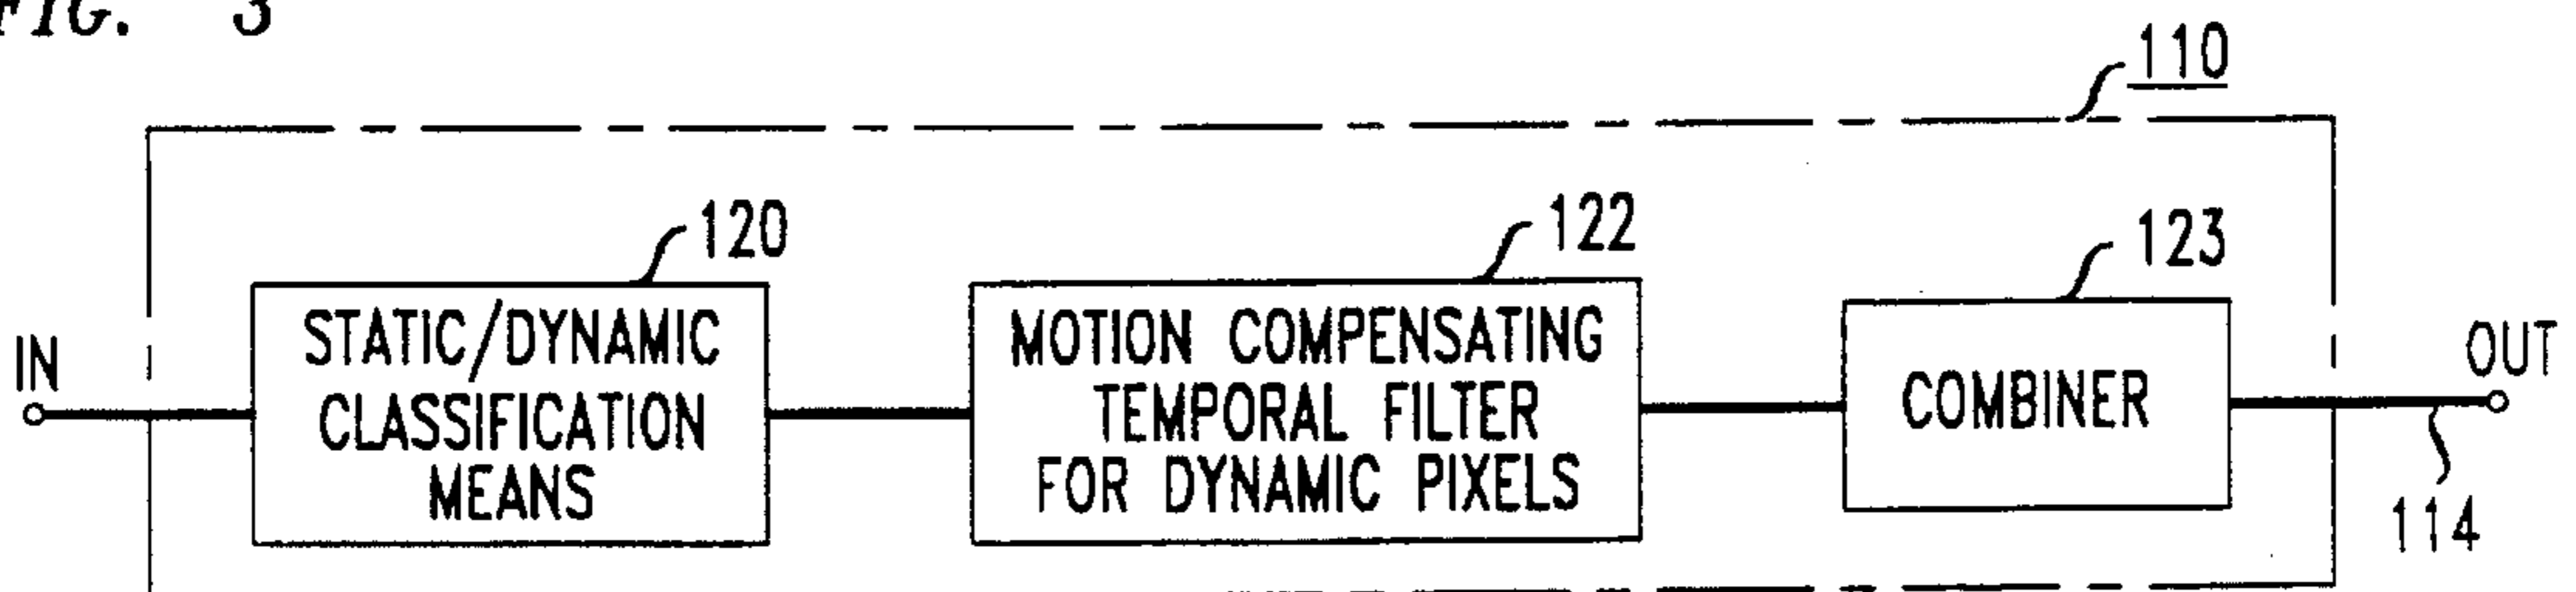 FIG. 3
110
120
122
123
IN
STATIC/DYNAMIC
CLASSIFICATION
MEANS
MOTION COMPENSATING
TEMPORAL FILTER
FOR DYNAMIC PIXELS
COMBINER
OUT
114